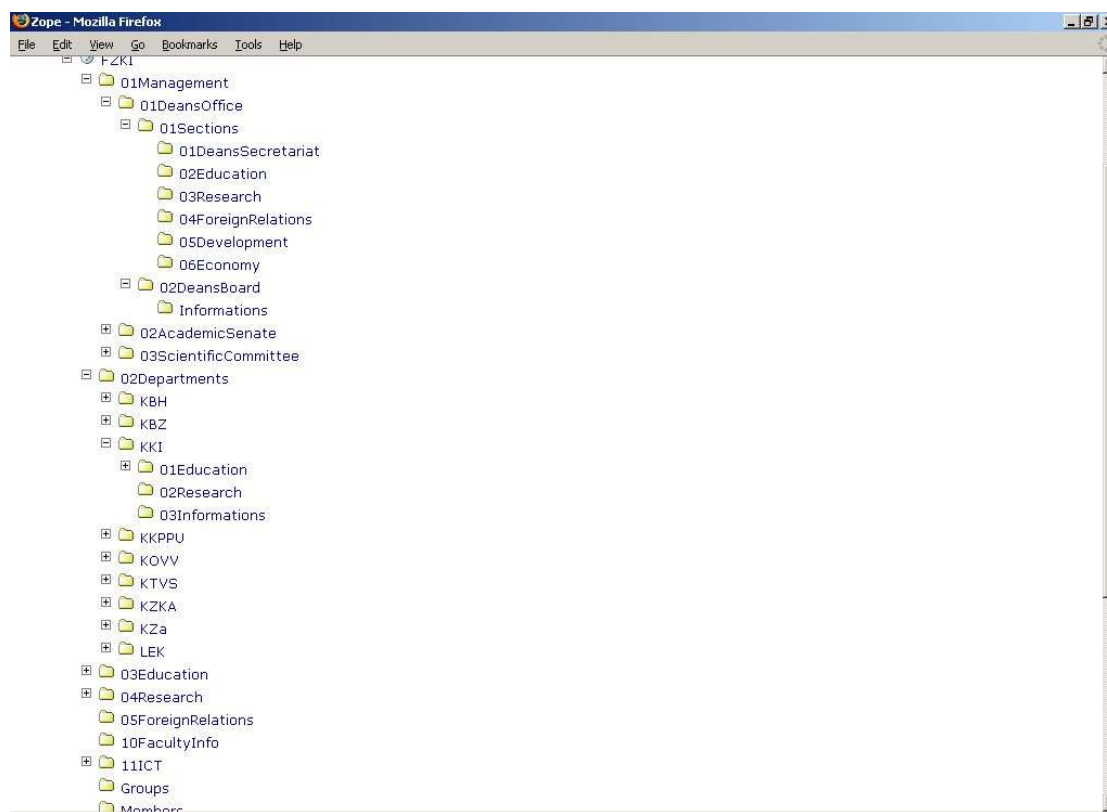 Zope - Mozilla Firefox
File Edit View Go Bookmarks Tools Help
FZKI
01Management
01DeansOffice
01Sections
01DeansSecretariat
02Education
03Research
04ForeignRelations
05Development
06Economy
02DeansBoard
Informations
02AcademicSenate
03ScientificCommittee
02Departments
KBH
KBZ
KKI
01Education
02Research
03Informations
KKPPU
KOVV
KTVS
KZKA
KZa
LEK
03Education
04Research
05ForeignRelations
10FacultyInfo
11ICT
Groups
Members